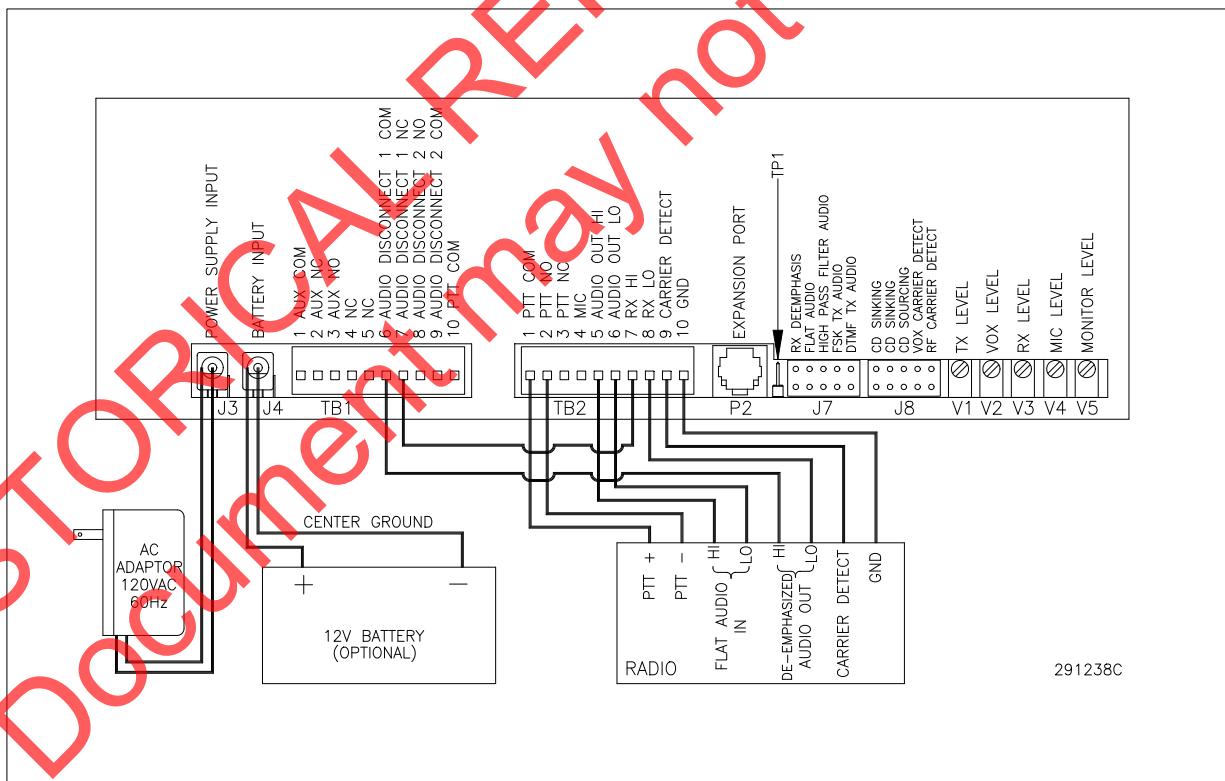 STORICAL RE
Document may not
POWER SUPPLY INPUT
BATTERY INPUT
1 AUX COM
2 AUX NC
3 AUX NO
4 NC
5 NC
6 AUDIO DISCONNECT 1 COM
7 AUDIO DISCONNECT 1 NC
8 AUDIO DISCONNECT 2 NO
9 AUDIO DISCONNECT 2 COM
10 PTT COM
1 PTT COM
2 PTT NO
3 PTT NO
4 MIC
5 AUDIO OUT HI
6 AUDIO OUT LO
7 RX HI
8 RX LO
9 CARRIER DETECT
10 GND
EXPANSION PORT
TP1
RX DEEMPHASIS
FLAT AUDIO
HIGH PASS FILTER AUDIO
FSK TX AUDIO
DTMF TX AUDIO
CD SINKING
CD SINKING
CD SOURCING
VOX CARRIER DETECT
RF CARRIER DETECT
TX LEVEL
VOX LEVEL
RX LEVEL
MIC LEVEL
MONITOR LEVEL
J3
J4
TB1
TB2
P2
J7
J8
V1
V2
V3
V4
V5
CENTER GROUND
AC
ADAPTOR
120VAC
60Hz
+
−
12V BATTERY
(OPTIONAL)
PTT +
PTT −
HI
LO
FLAT AUDIO
IN
HI
LO
DE-EMPHASIZED
AUDIO OUT
CARRIER DETECT
GND
RADIO
291238C